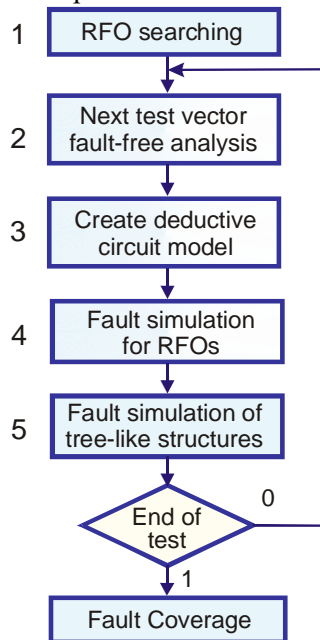 1
RFO searching
2
Next test vector
fault-free analysis
3
Create deductive
circuit model
4
Fault simulation
for RFOs
5
Fault simulation of
tree-like structures
End of
test
0
1
Fault Coverage